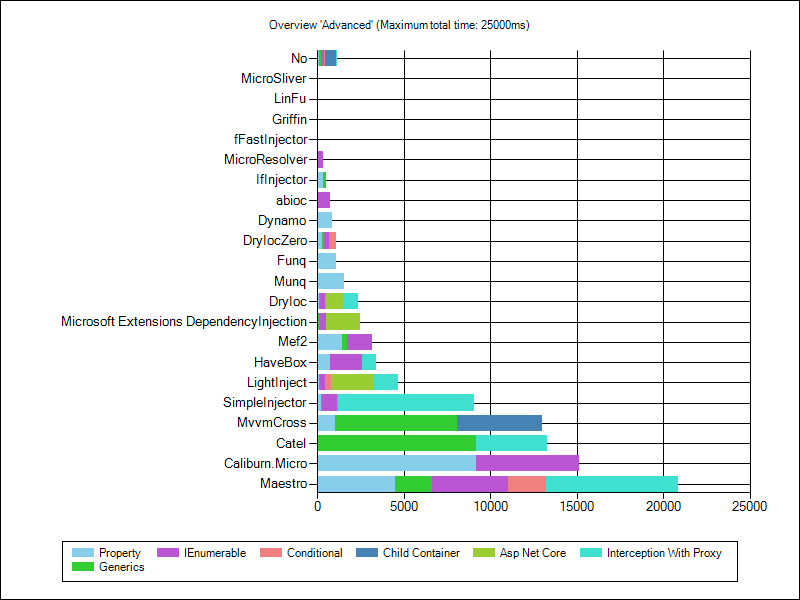 Overview 'Advanced' (Maximum total time: 25000ms)
No
MicroSliver
LinFu
Griffin
fFastInjector
MicroResolver
IfInjector
abioc
Dynamo
DryIocZero
Funq
Munq
DryIoc
Microsoft Extensions DependencyInjection
Mef2
HaveBox
LightInject
SimpleInjector
MvvmCross
Catel
Caliburn.Micro
Maestro
0 5000 10000 15000 20000 25000
Property IEnumerable Conditional Child Container Asp Net Core Interception With Proxy
Generics